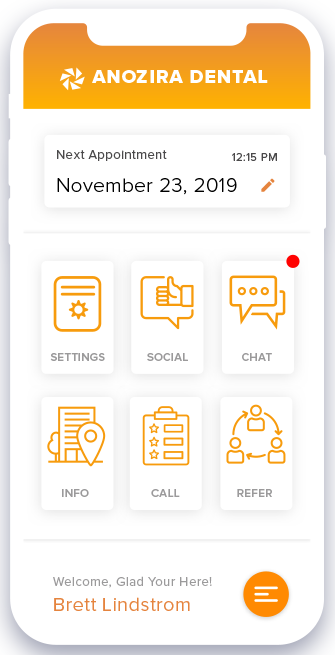 ANOZIRA DENTAL
Next Appointment
12:15 PM
November 23, 2019
SETTINGS
SOCIAL
CHAT
INFO
CALL
REFER
Welcome, Glad Your Here!
Brett Lindstrom